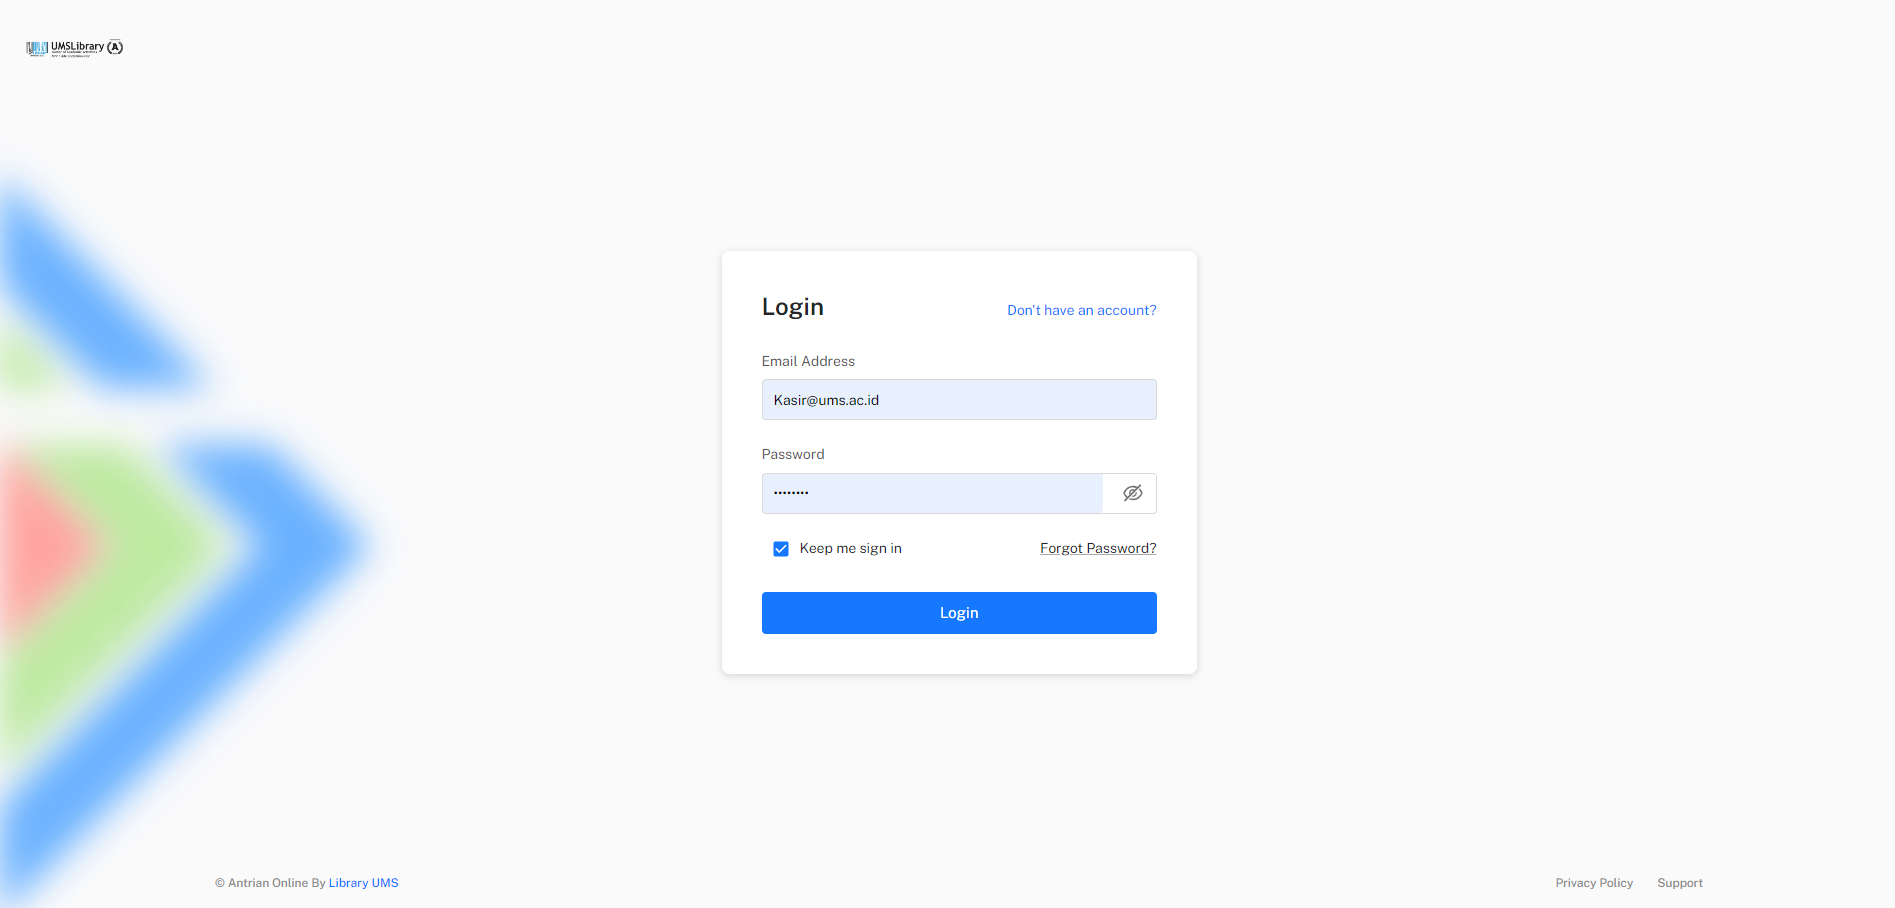 UMSLibrary
Login
Don't have an account?
Email Address
Kasir@ums.ac.id
Password
••••••••
Keep me sign in
Forgot Password?
Login
© Antrian Online By Library UMS
Privacy Policy
Support